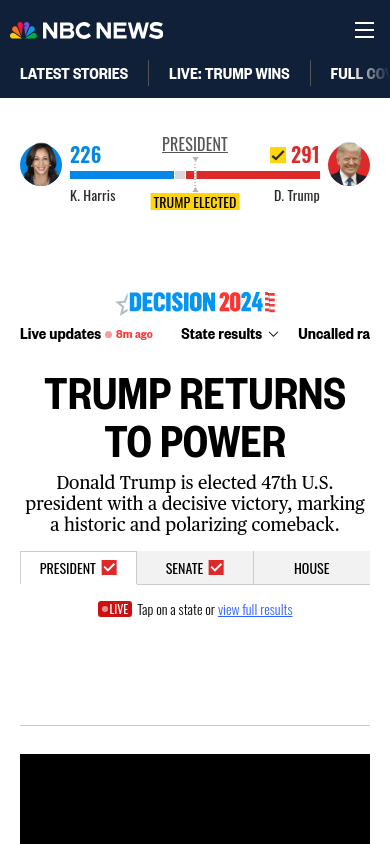 NBC NEWS
LATEST STORIES
LIVE: TRUMP WINS
FULL
PRESIDENT
226
291
K. Harris
D. Trump
TRUMP ELECTED
DECISION 2024
Live updates 8m ago
State results
Uncalled ra
TRUMP RETURNS
TO POWER
Donald Trump is elected 47th U.S.
president with a decisive victory, marking
a historic and polarizing comeback.
PRESIDENT
SENATE
HOUSE
LIVE Tap on a state or view full results